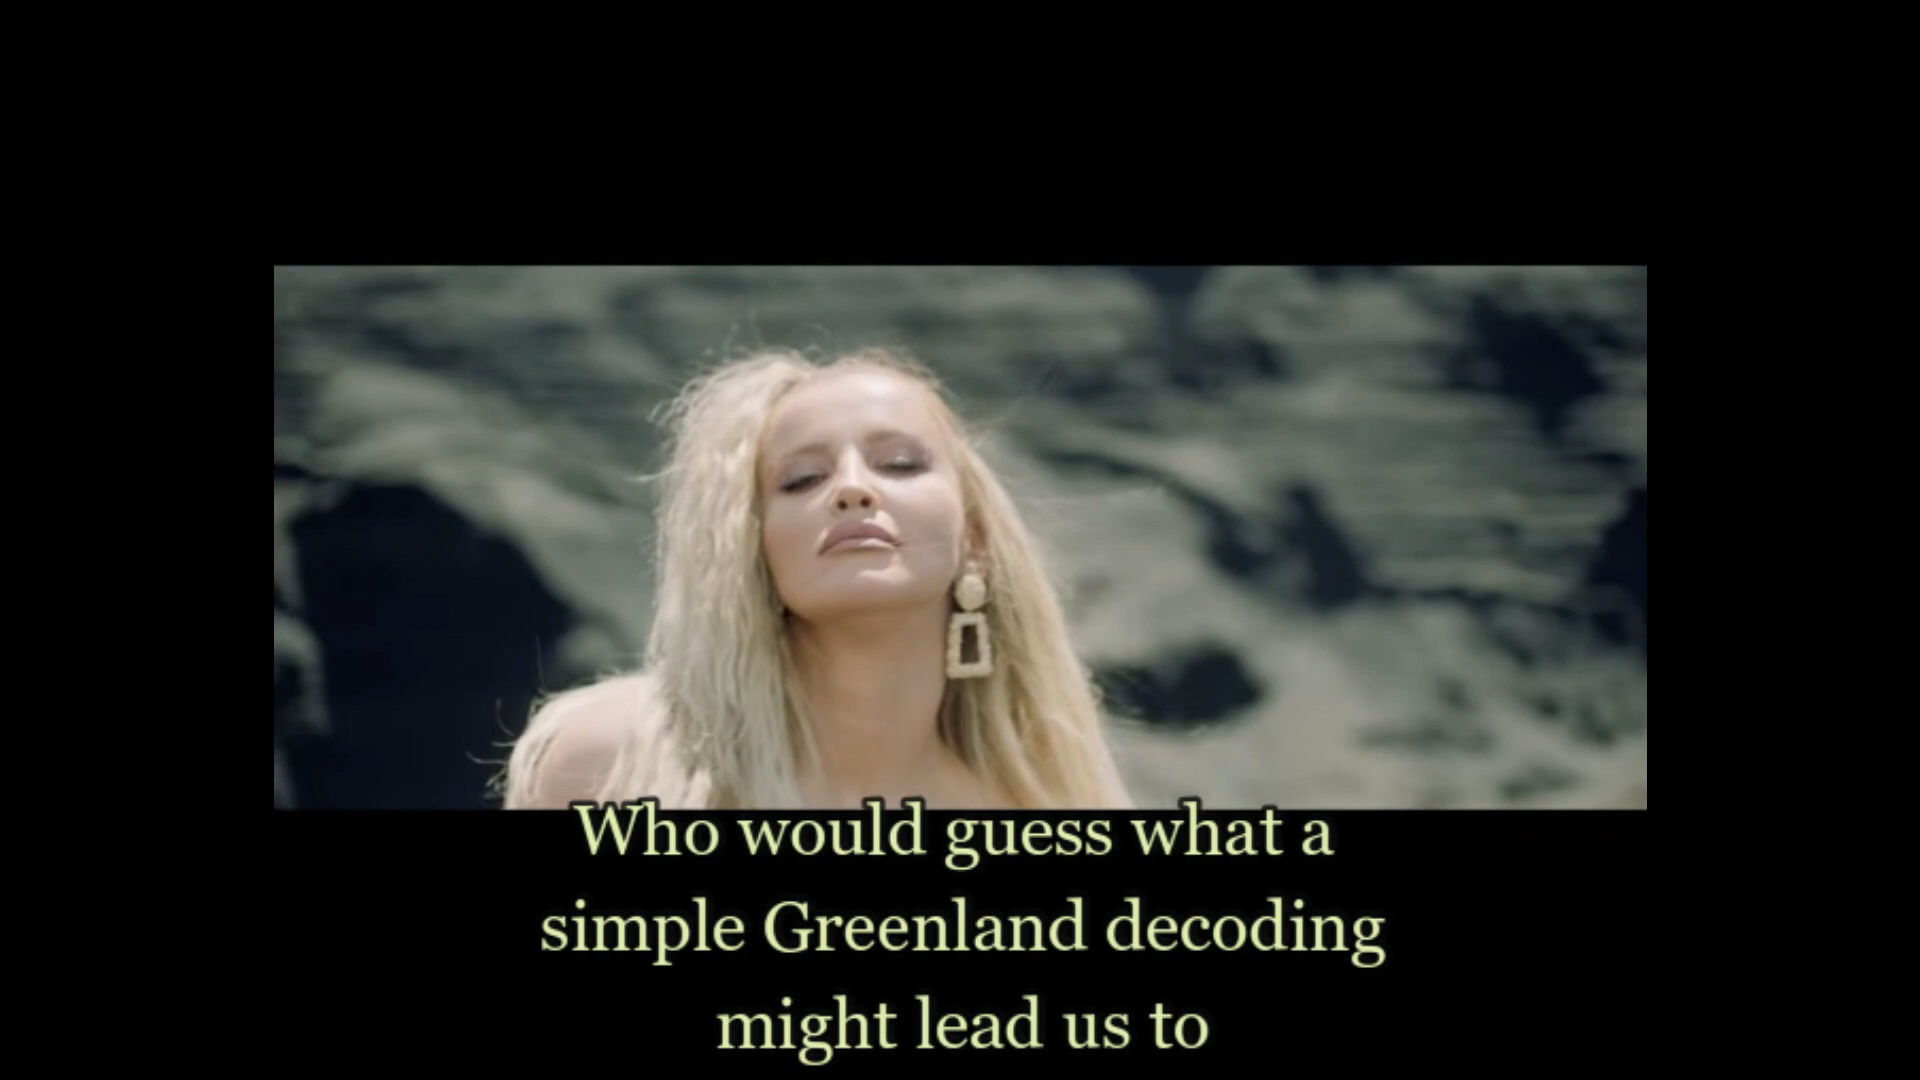 Who would guess what a
simple Greenland decoding
might lead us to